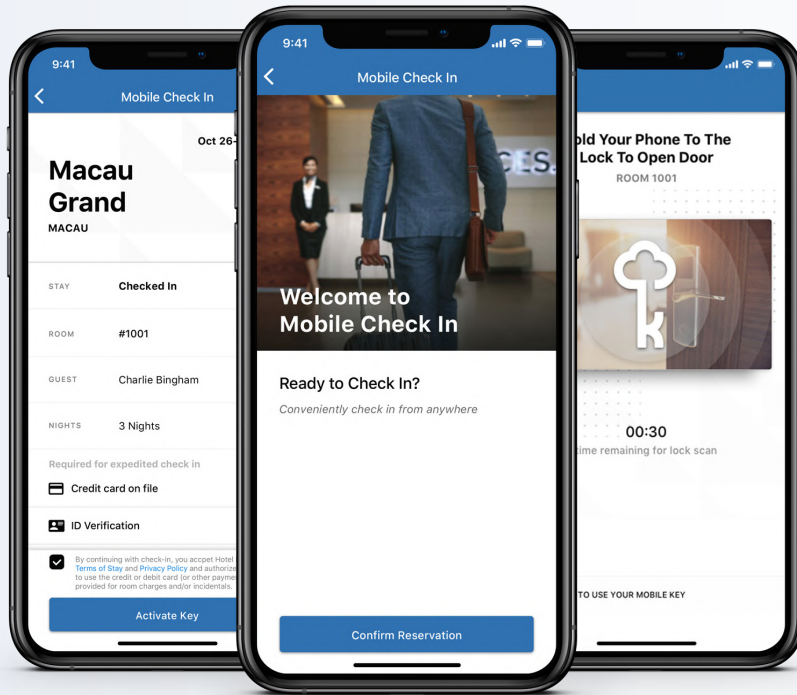 9:41
Mobile Check In
Oct 26-
Macau
Grand
MACAU
STAY Checked In
ROOM #1001
GUEST Charlie Bingham
NIGHTS 3 Nights
Required for expedited check in
Credit card on file
ID Verification
By continuing with check-in, you accpet Hotel
Terms of Stay and Privacy Policy and authorize
to use the credit or debit card (or other payme
provided for room charges and/or incidentals.
Activate Key
9:41
Mobile Check In
CES.
Welcome to
Mobile Check In
Ready to Check In?
Conveniently check in from anywhere
Confirm Reservation
old Your Phone To The
Lock To Open Door
ROOM 1001
k
00:30
time remaining for lock scan
TO USE YOUR MOBILE KEY